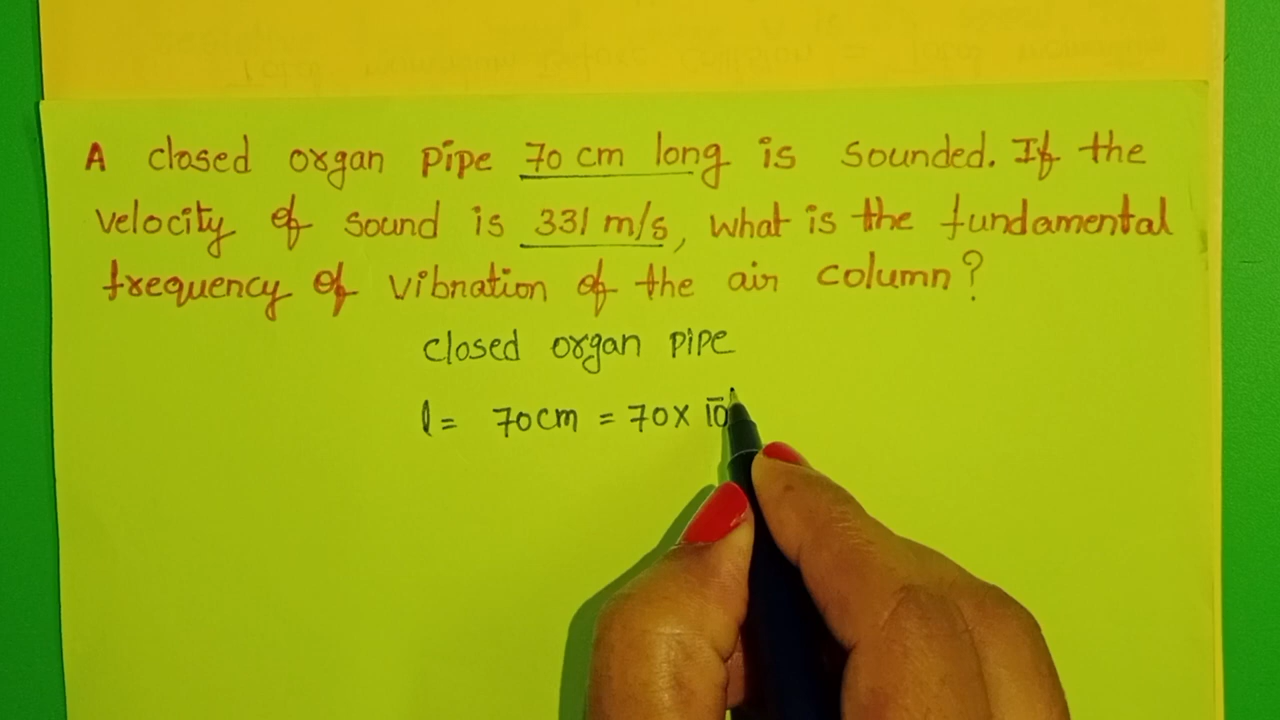 A closed organ pipe 70 cm long is sounded. If the
velocity of sound is 331 m/s, what is the fundamental
frequency of vibration of the air column?
closed organ pipe
l = 70cm = 70 x 10⁻